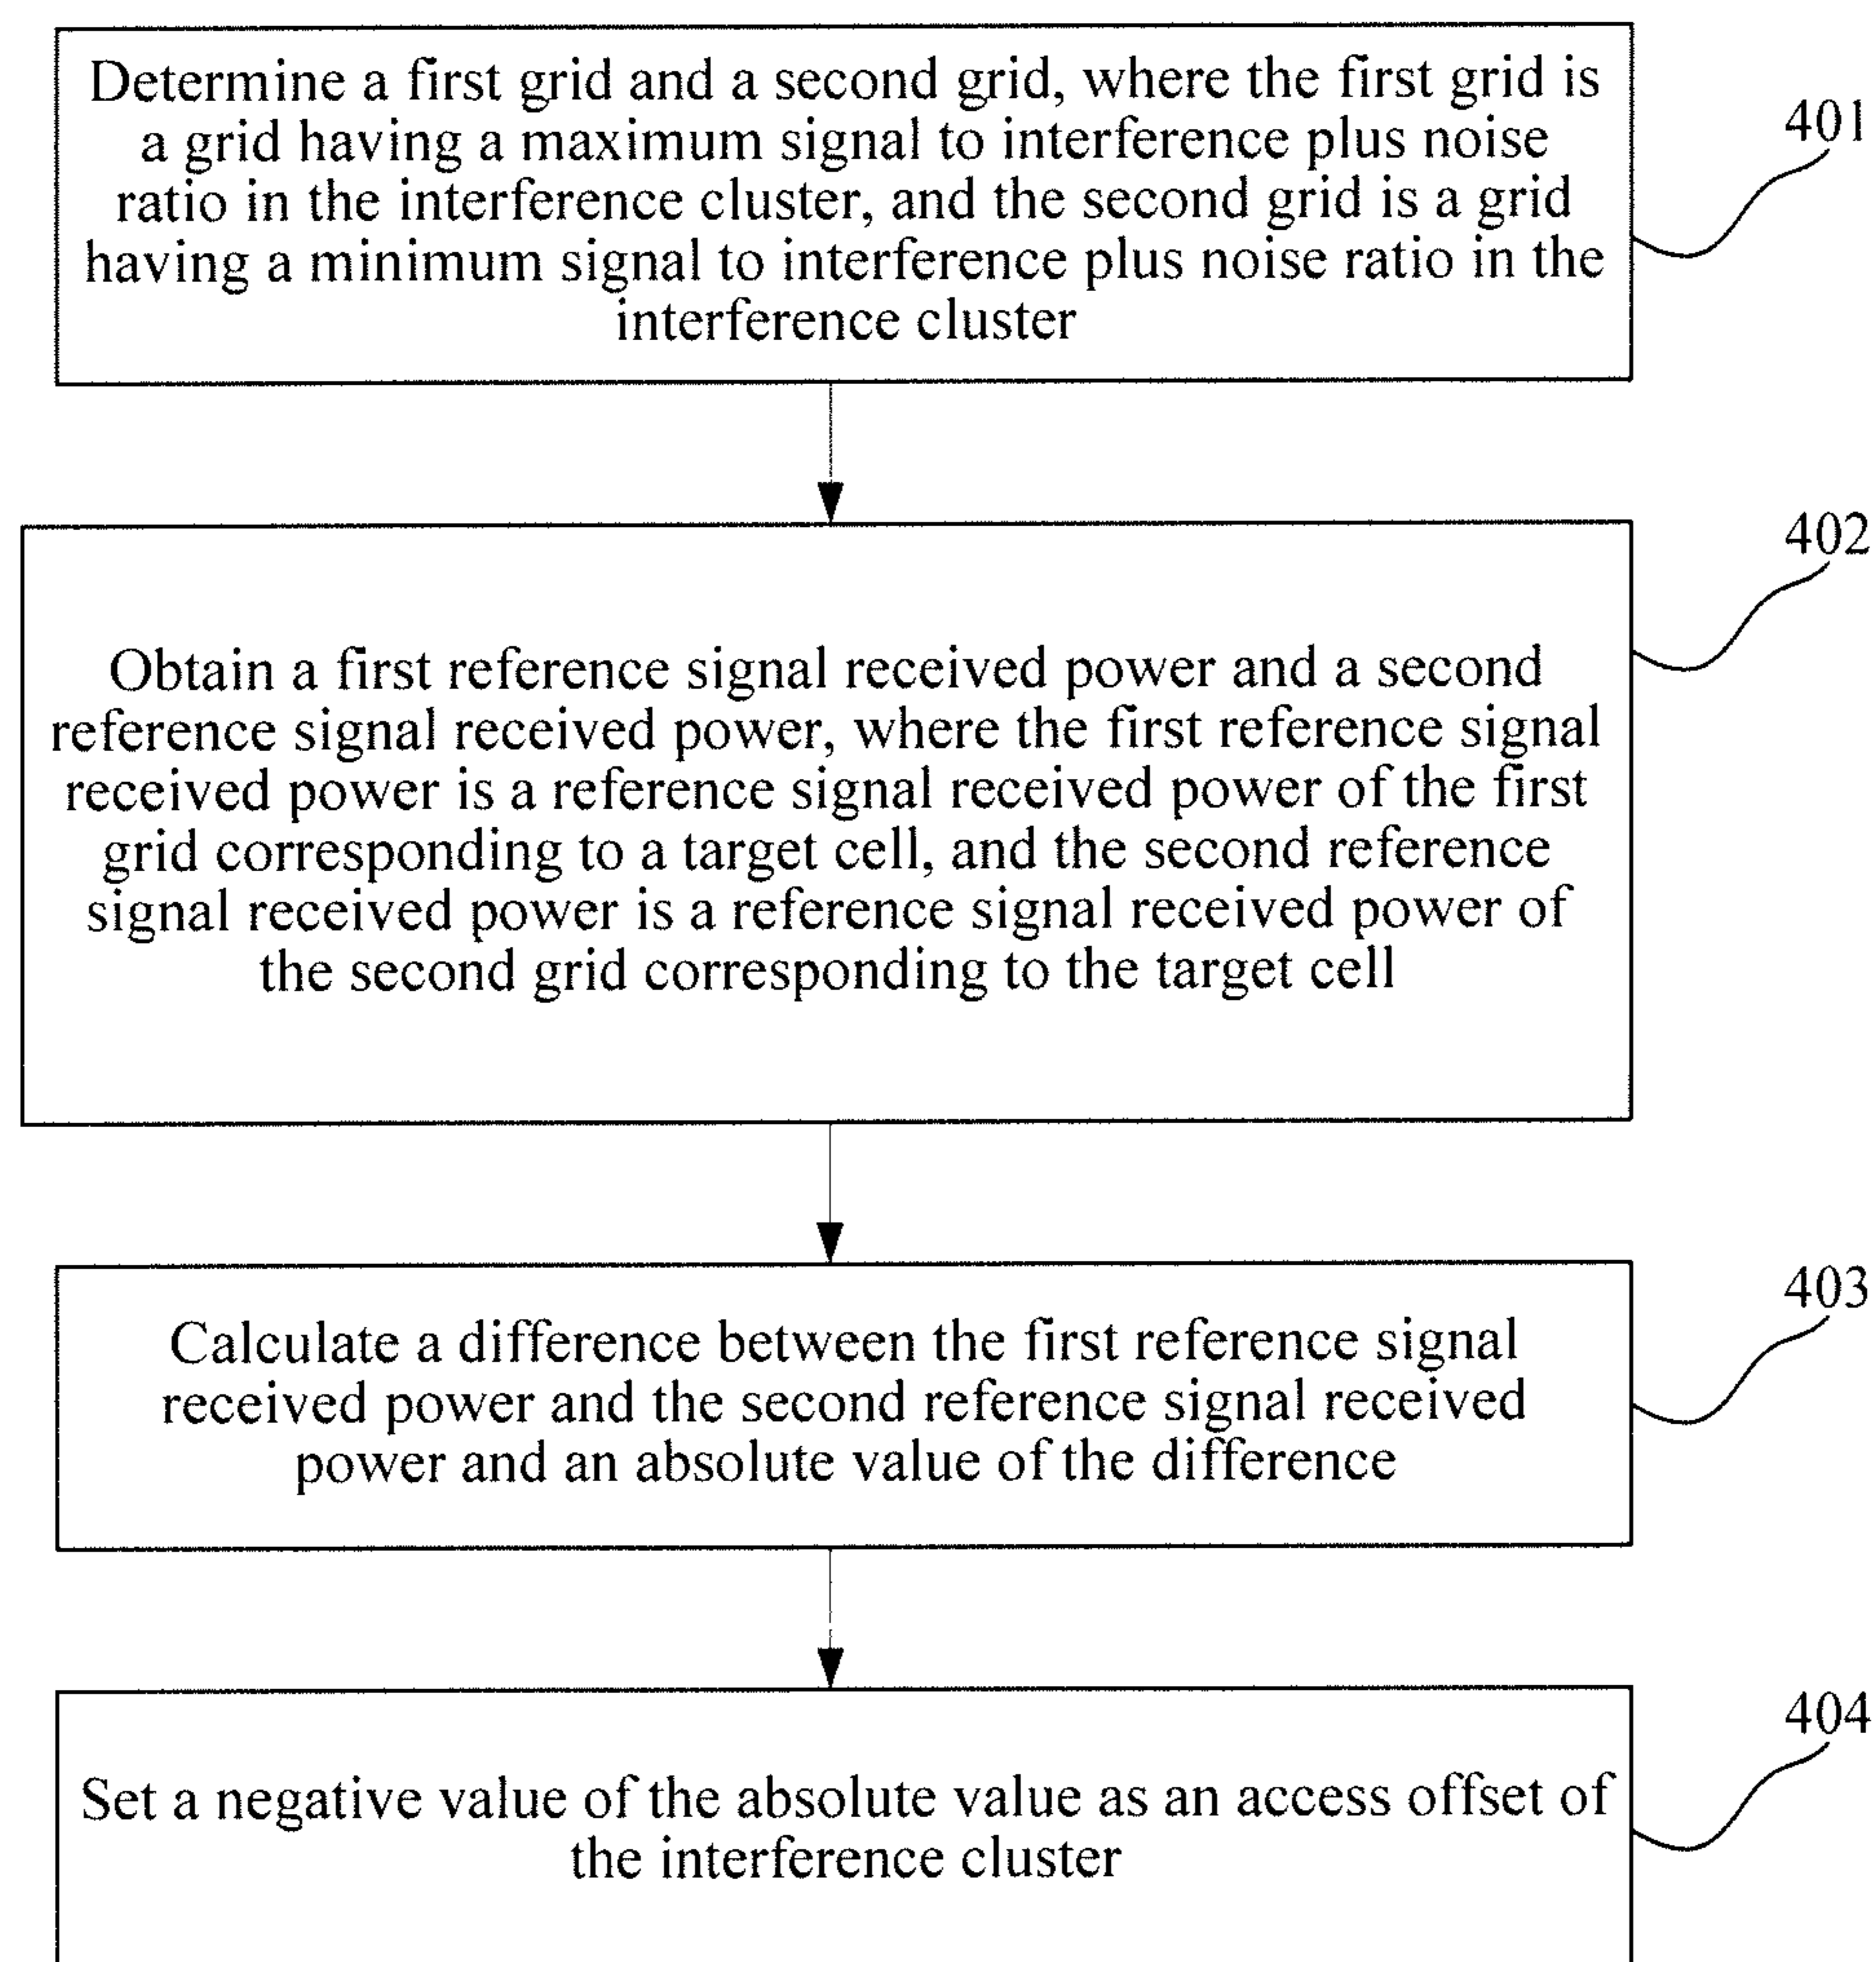 Determine a first grid and a second grid, where the first grid is
a grid having a maximum signal to interference plus noise
ratio in the interference cluster, and the second grid is a grid
having a minimum signal to interference plus noise ratio in the
interference cluster
401
402
Obtain a first reference signal received power and a second
reference signal received power, where the first reference signal
received power is a reference signal received power of the first
grid corresponding to a target cell, and the second reference
signal received power is a reference signal received power of
the second grid corresponding to the target cell
403
Calculate a difference between the first reference signal
received power and the second reference signal received
power and an absolute value of the difference
404
Set a negative value of the absolute value as an access offset of
the interference cluster